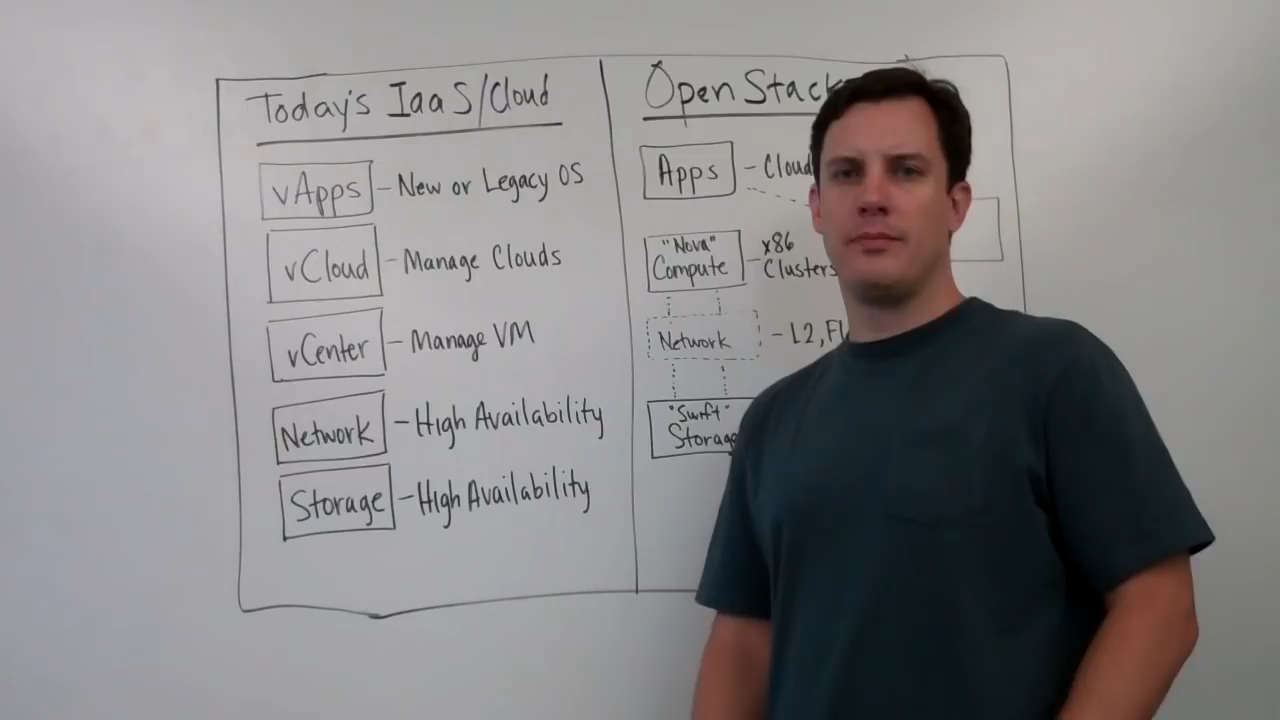 Today's IaaS/Cloud
vApps - New or Legacy OS
vCloud - Manage Clouds
vCenter - Manage VM
Network - High Availability
Storage - High Availability
OpenStack
Apps - Cloud
"Nova" Compute - x86 Clusters
Network - L2,
"Swift" Storage